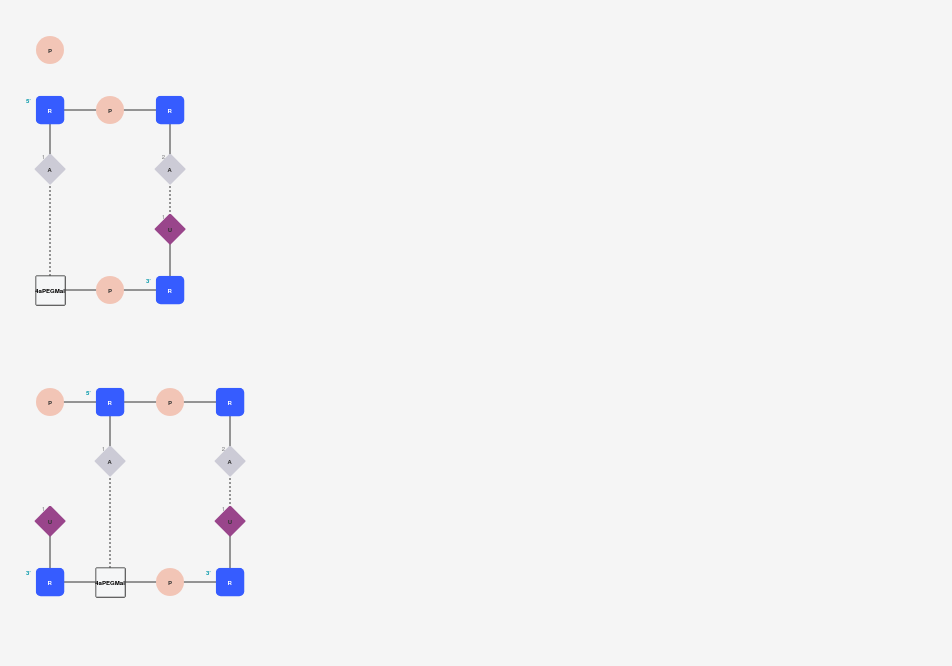 P
5' R P R
1 2
A A
1
U
3'
4aPEGMal P R
P 5' R P R
1 2
A A
1 1
U U
3' 3'
R 4aPEGMal P R